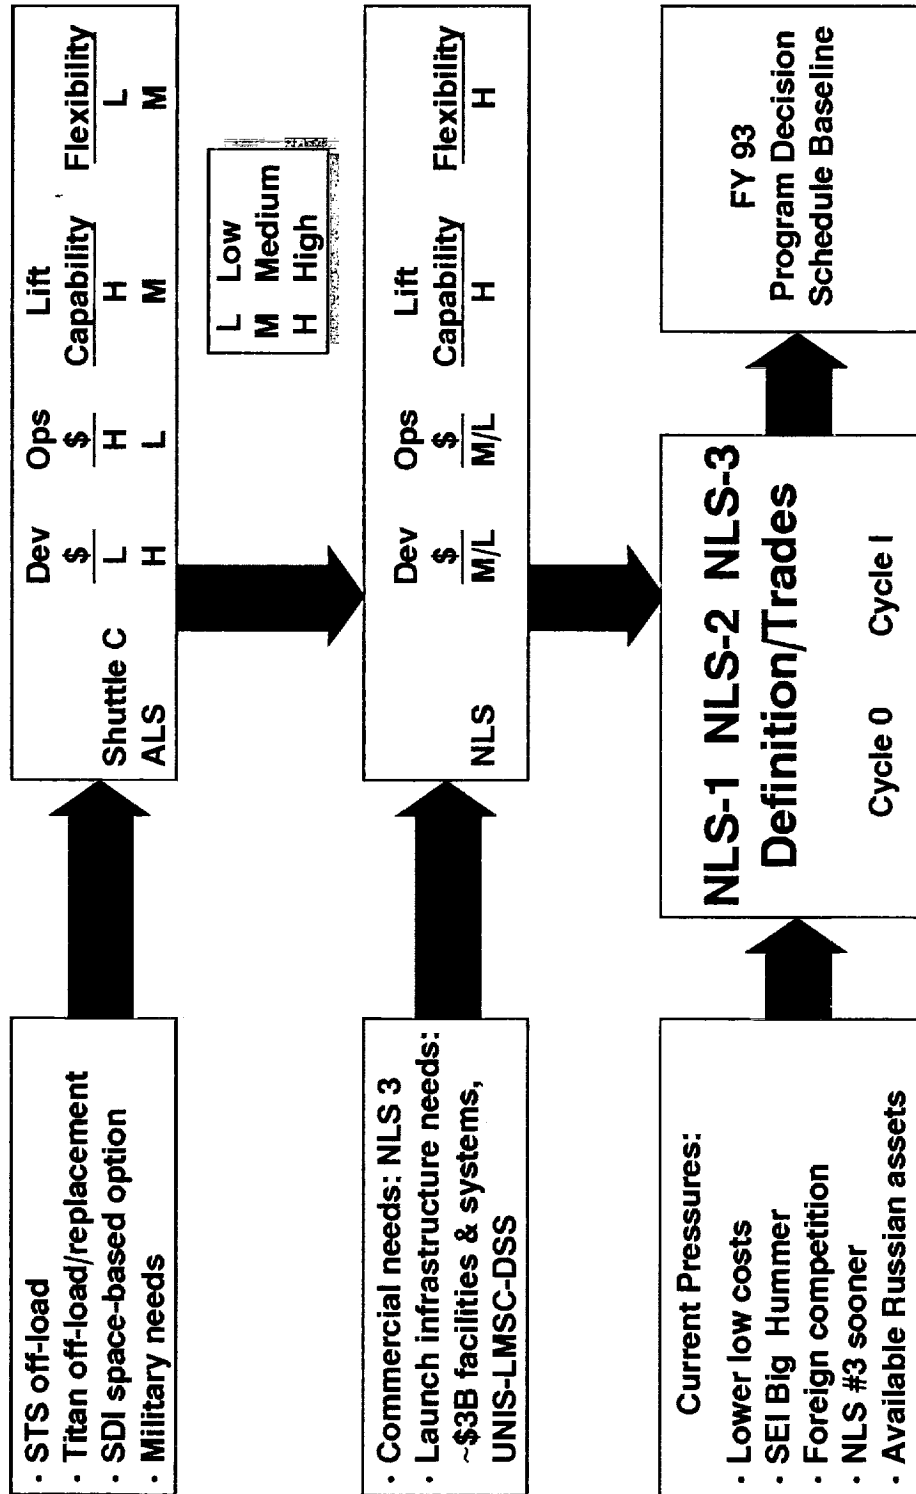 · STS off-load
· Titan off-load/replacement
· SDI space-based option
· Military needs
Dev Ops Lift
$ $ Capability Flexibility
Shuttle C L H H L
ALS H L M M
L Low
M Medium
H High
· Commercial needs: NLS 3
· Launch infrastructure needs:
~$3B facilities & systems,
UNIS-LMSC-DSS
Dev Ops Lift
$ $ Capability Flexibility
NLS M/L M/L H H
Current Pressures:
· Lower low costs
· SEI Big Hummer
· Foreign competition
· NLS #3 sooner
· Available Russian assets
NLS-1 NLS-2 NLS-3
Definition/Trades
Cycle 0 Cycle I
FY 93
Program Decision
Schedule Baseline